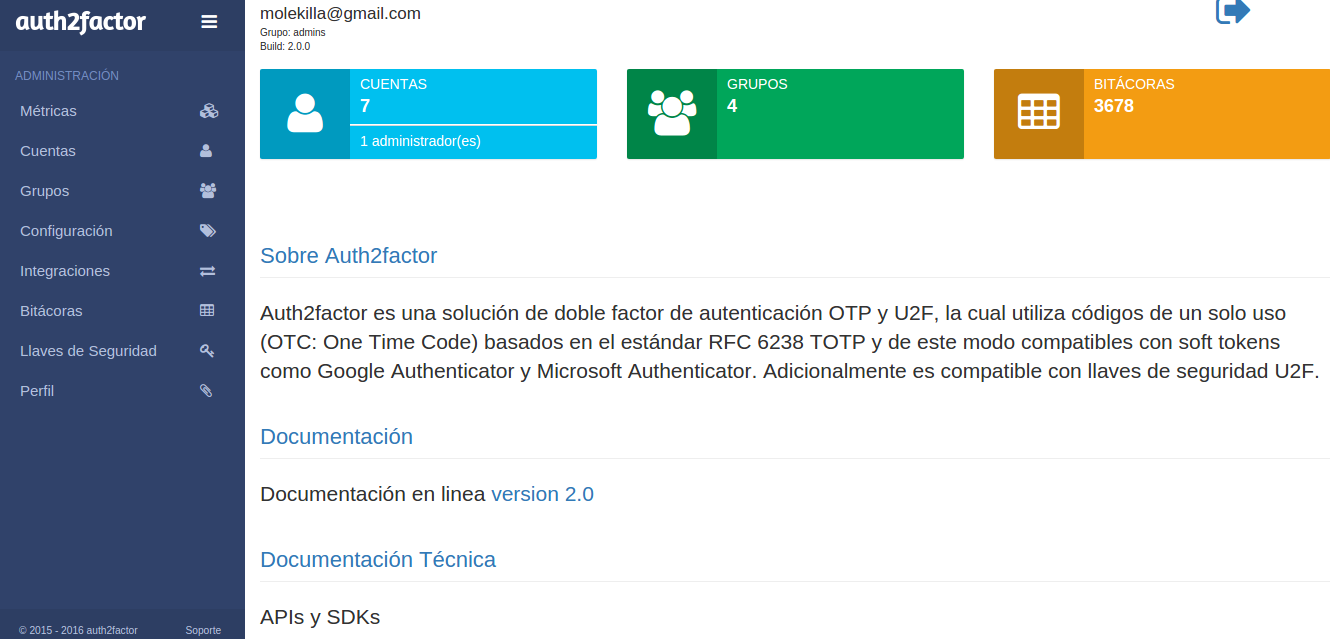 auth2factor
ADMINISTRACIÓN
Métricas
Cuentas
Grupos
Configuración
Integraciones
Bitácoras
Llaves de Seguridad
Perfil
© 2015 - 2016 auth2factor
Soporte
molekilla@gmail.com
Grupo: admins
Build: 2.0.0
CUENTAS
7
1 administrador(es)
GRUPOS
4
BITÁCORAS
3678
Sobre Auth2factor
Auth2factor es una solución de doble factor de autenticación OTP y U2F, la cual utiliza códigos de un solo uso
(OTC: One Time Code) basados en el estándar RFC 6238 TOTP y de este modo compatibles con soft tokens
como Google Authenticator y Microsoft Authenticator. Adicionalmente es compatible con llaves de seguridad U2F.
Documentación
Documentación en linea version 2.0
Documentación Técnica
APIs y SDKs